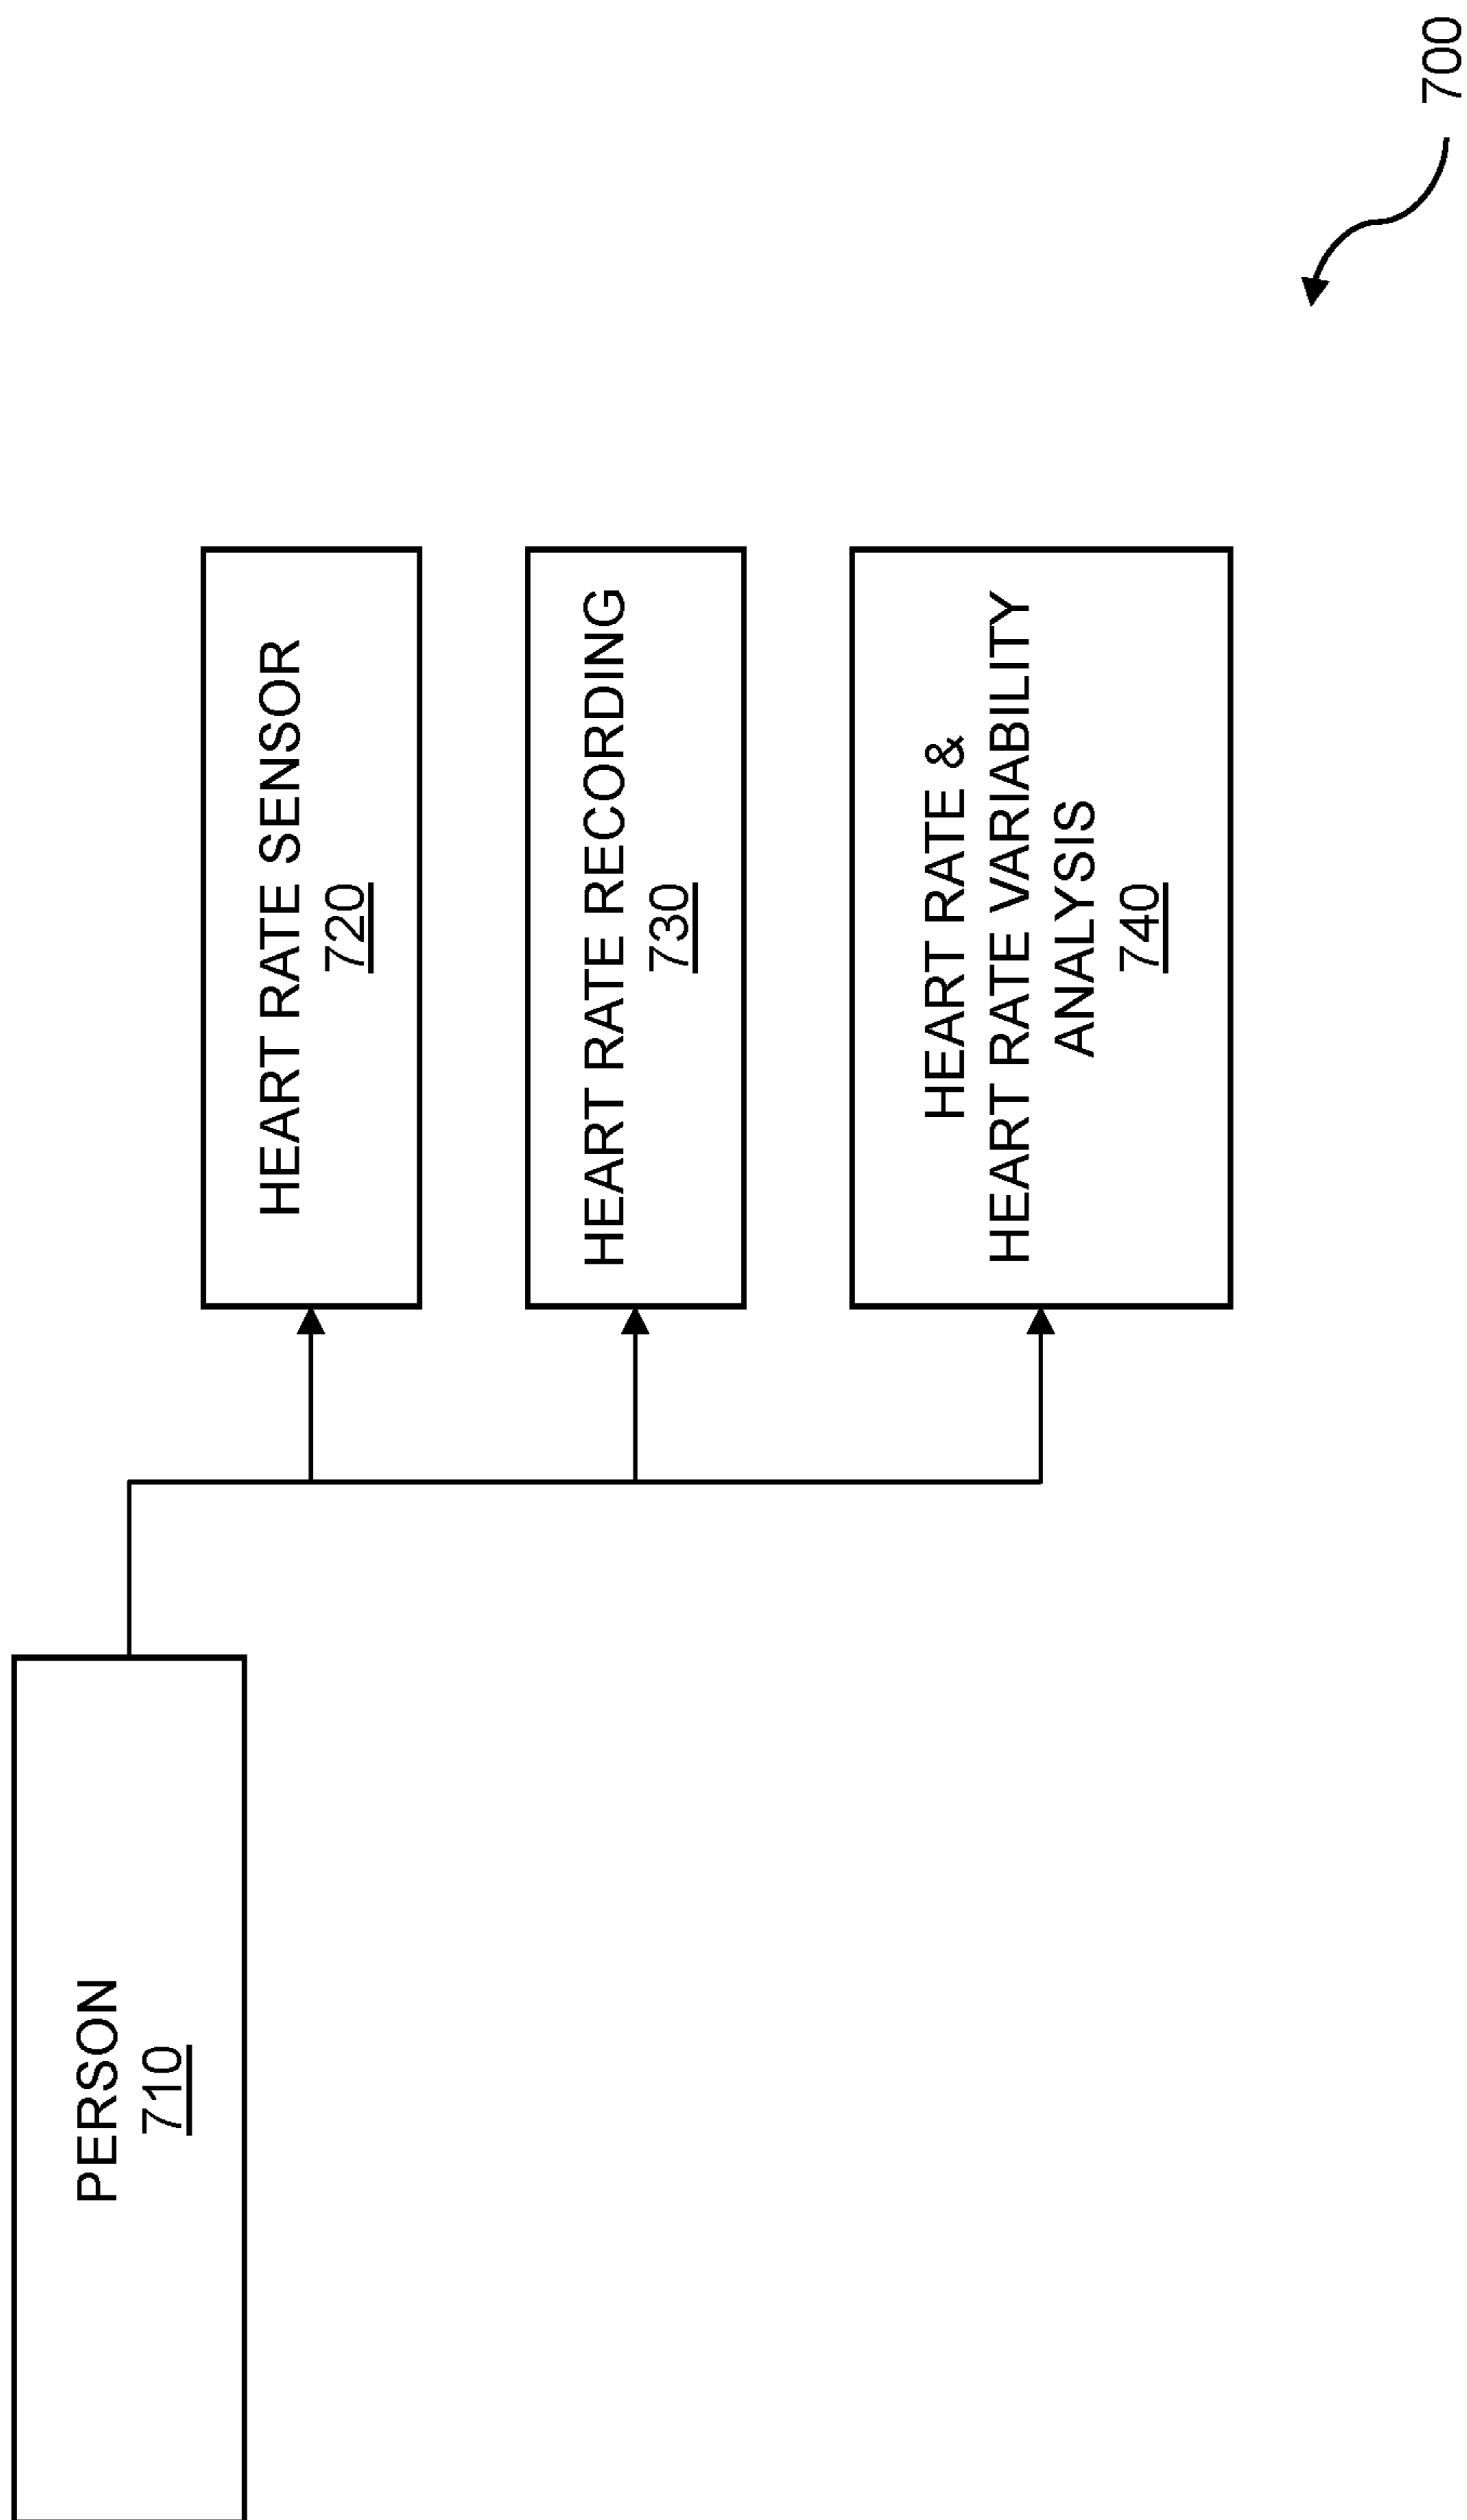 PERSON
710
HEART RATE SENSOR
720
HEART RATE RECORDING
730
HEART RATE &
HEART RATE VARIABILITY
ANALYSIS
740
700